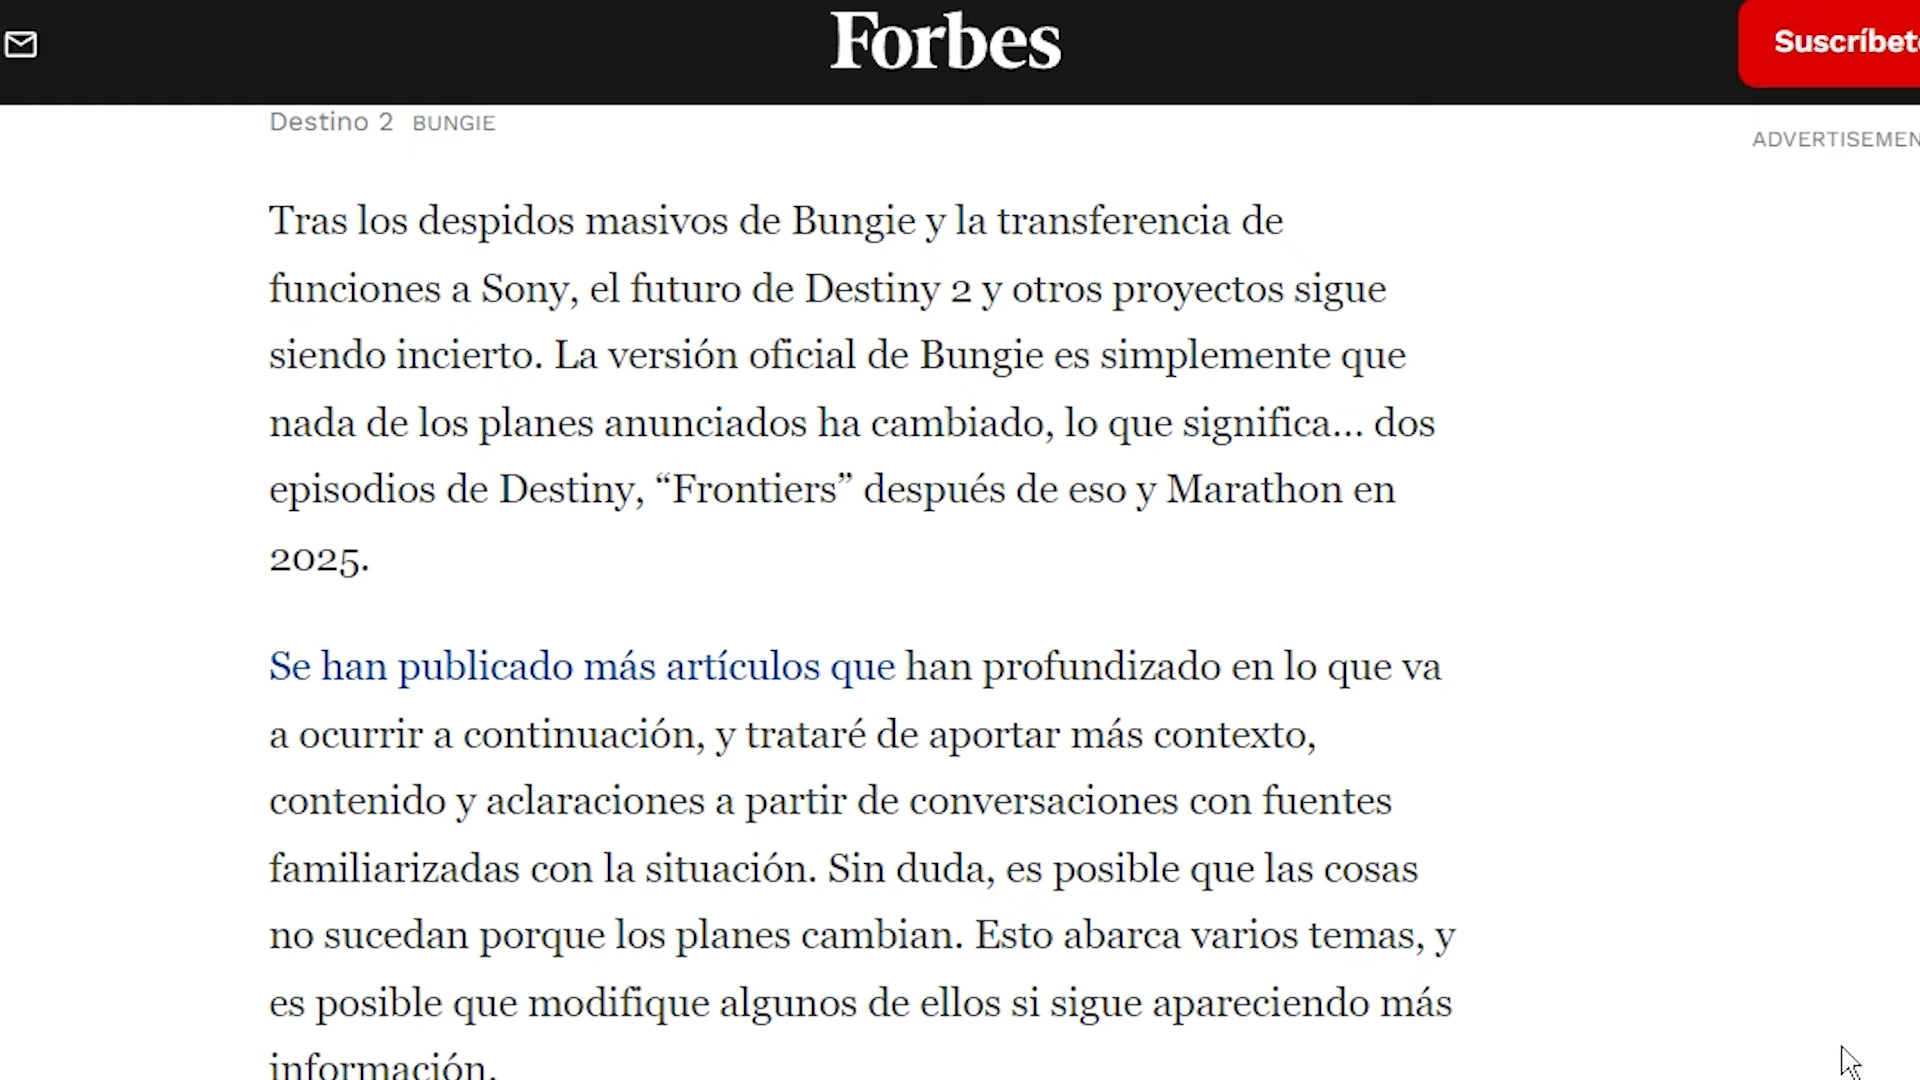 Forbes
Suscríbet
Destino 2 BUNGIE
ADVERTISEMEN
Tras los despidos masivos de Bungie y la transferencia de
funciones a Sony, el futuro de Destiny 2 y otros proyectos sigue
siendo incierto. La versión oficial de Bungie es simplemente que
nada de los planes anunciados ha cambiado, lo que significa… dos
episodios de Destiny, “Frontiers” después de eso y Marathon en
2025.
Se han publicado más artículos que han profundizado en lo que va
a ocurrir a continuación, y trataré de aportar más contexto,
contenido y aclaraciones a partir de conversaciones con fuentes
familiarizadas con la situación. Sin duda, es posible que las cosas
no sucedan porque los planes cambian. Esto abarca varios temas, y
es posible que modifique algunos de ellos si sigue apareciendo más
información.